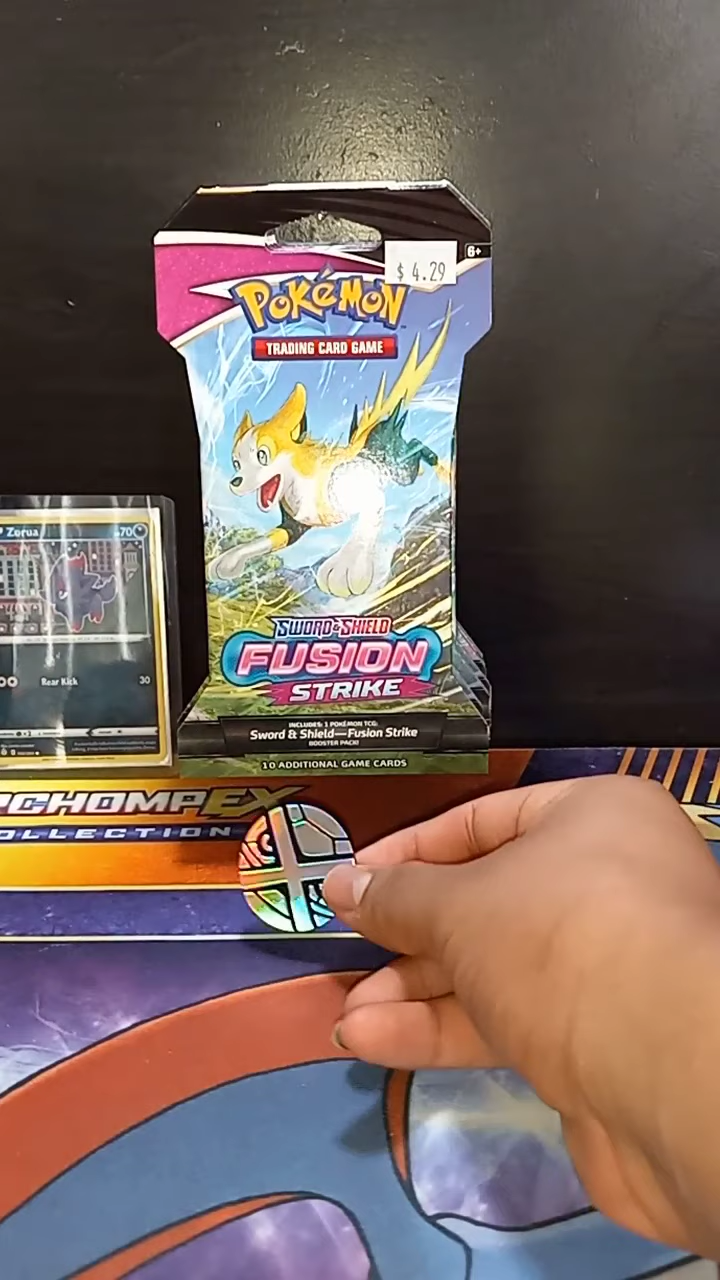 6+
$ 4.29
POKéMON
TRADING CARD GAME
Zorua
70
Rear Kick 30
SWORD & SHIELD
FUSION
STRIKE
INCLUDES: 1 POKÉMON TCG:
Sword & Shield—Fusion Strike
BOOSTER PACK!
10 ADDITIONAL GAME CARDS
CHOMP EX
OLLECTION